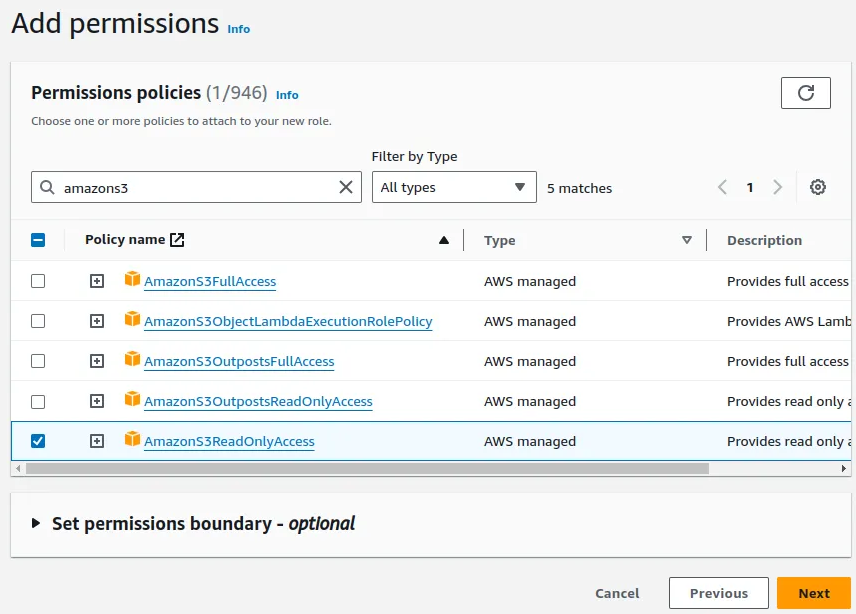 Add permissions Info
Permissions policies (1/946) Info
Choose one or more policies to attach to your new role.
Filter by Type
amazons3 All types 5 matches 1
Policy name Type Description
AmazonS3FullAccess AWS managed Provides full access
AmazonS3ObjectLambdaExecutionRolePolicy AWS managed Provides AWS Lamb
AmazonS3OutpostsFullAccess AWS managed Provides full access
AmazonS3OutpostsReadOnlyAccess AWS managed Provides read only a
AmazonS3ReadOnlyAccess AWS managed Provides read only a
Set permissions boundary - optional
Cancel Previous Next